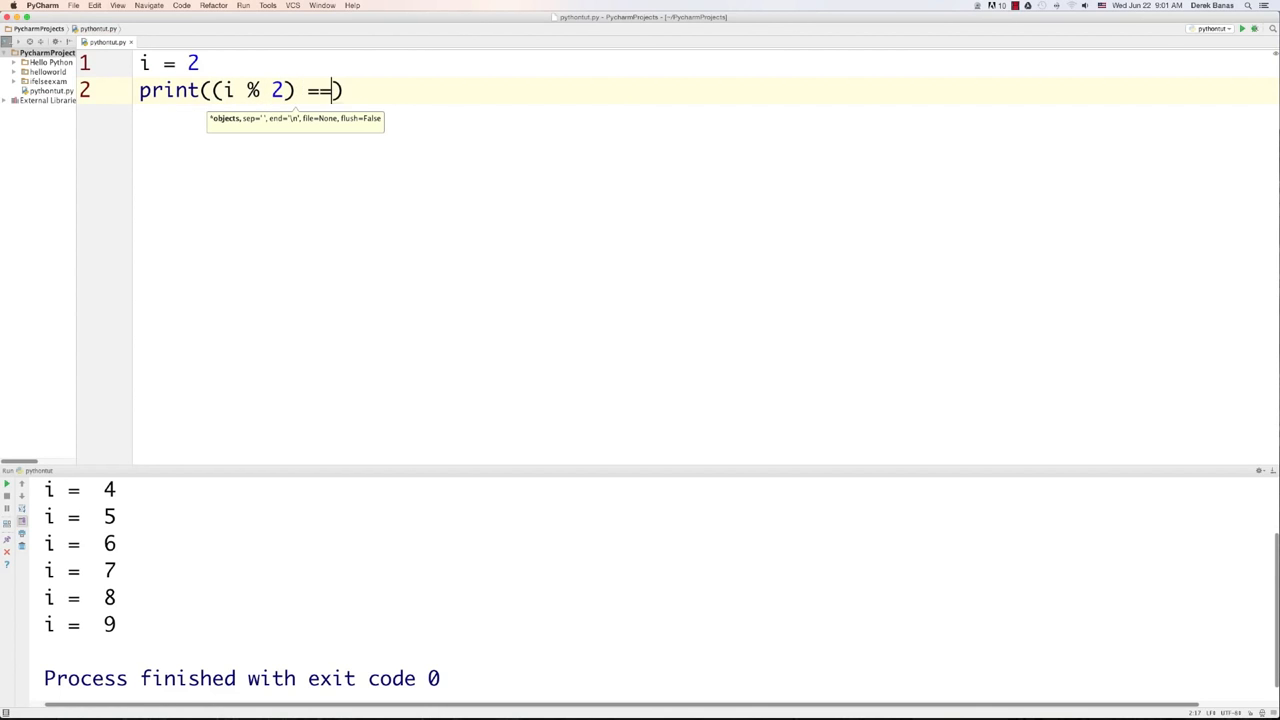 PyCharm File Edit View Navigate Code Refactor Run Tools VCS Window Help 10 Wed Jun 22 9:01 AM Derek Banas
pythontut.py - PycharmProjects - [~/PycharmProjects]
PycharmProjects pythontut.py pythontut
pythontut.py ×
PycharmProject
Hello Python
helloworld
ifelseexam
pythontut.py
External Librarie
1 i = 2
2 print((i % 2) ==)
*objects, sep=' ', end='\n', file=None, flush=False
Run pythontut
i = 4
i = 5
i = 6
i = 7
i = 8
i = 9
Process finished with exit code 0
2:17 LF÷ UTF-8÷